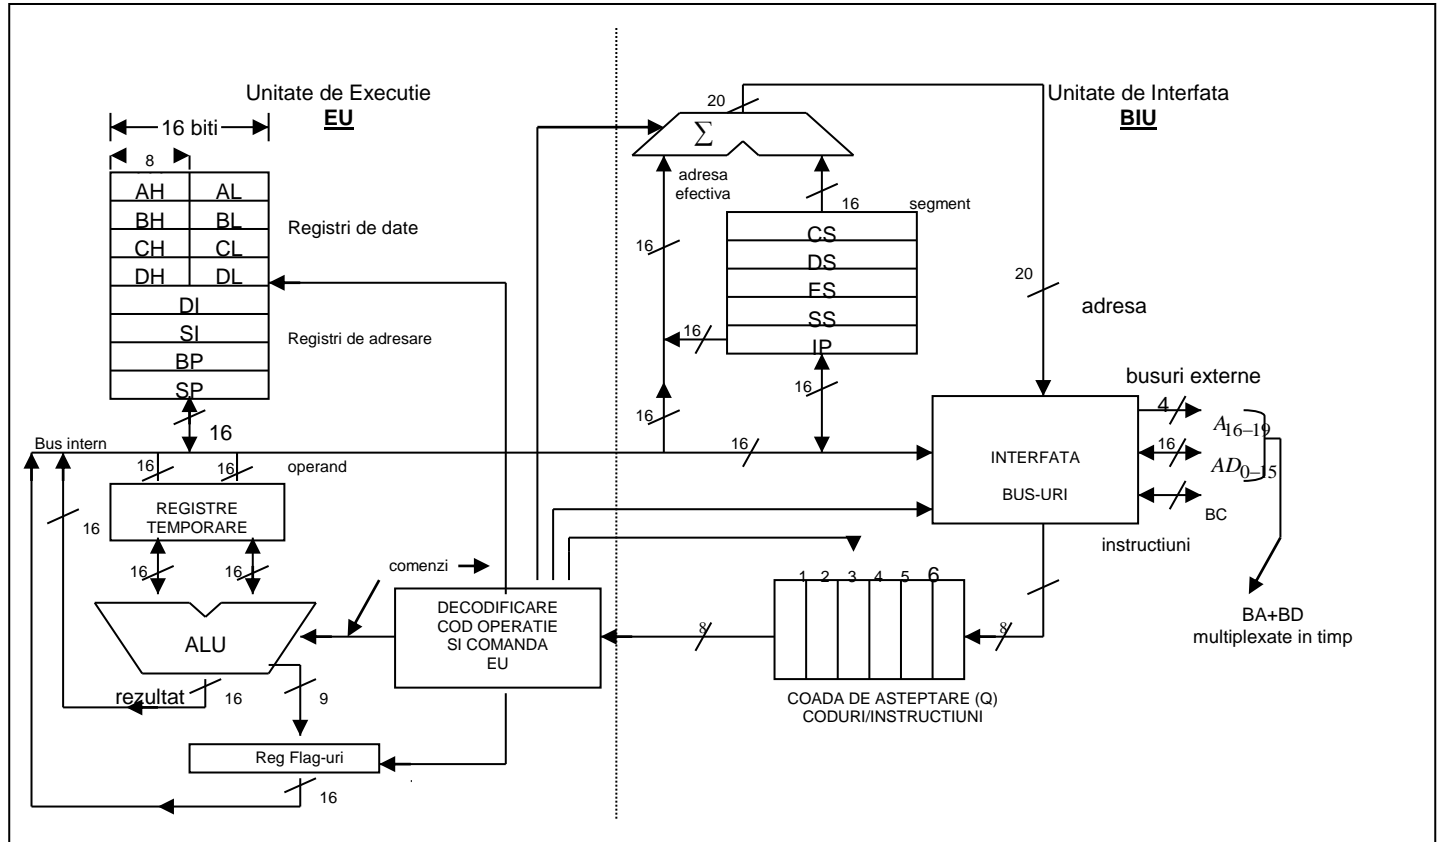 Unitate de Executie
EU
Unitate de Interfata
BIU
16 biti
8
20
Σ
adresa
efectiva
16
segment
AH AL
BH BL
CH CL
DH DL
DI
SI
BP
SP
Registri de date
Registri de adresare
CS
DS
ES
SS
IP
16
16
16
16
20
adresa
busuri externe
4
A16–19
16
AD0–15
BC
16
Bus intern
16
16
operand
16
INTERFATA
BUS-URI
REGISTRE
TEMPORARE
16
instructiuni
16
16
comenzi
1 2 3 4 5 6
DECODIFICARE
COD OPERATIE
SI COMANDA
EU
ALU
8
8
BA+BD
multiplexate in timp
rezultat
16
9
COADA DE ASTEPTARE (Q)
CODURI/INSTRUCTIUNI
Reg Flag-uri
16